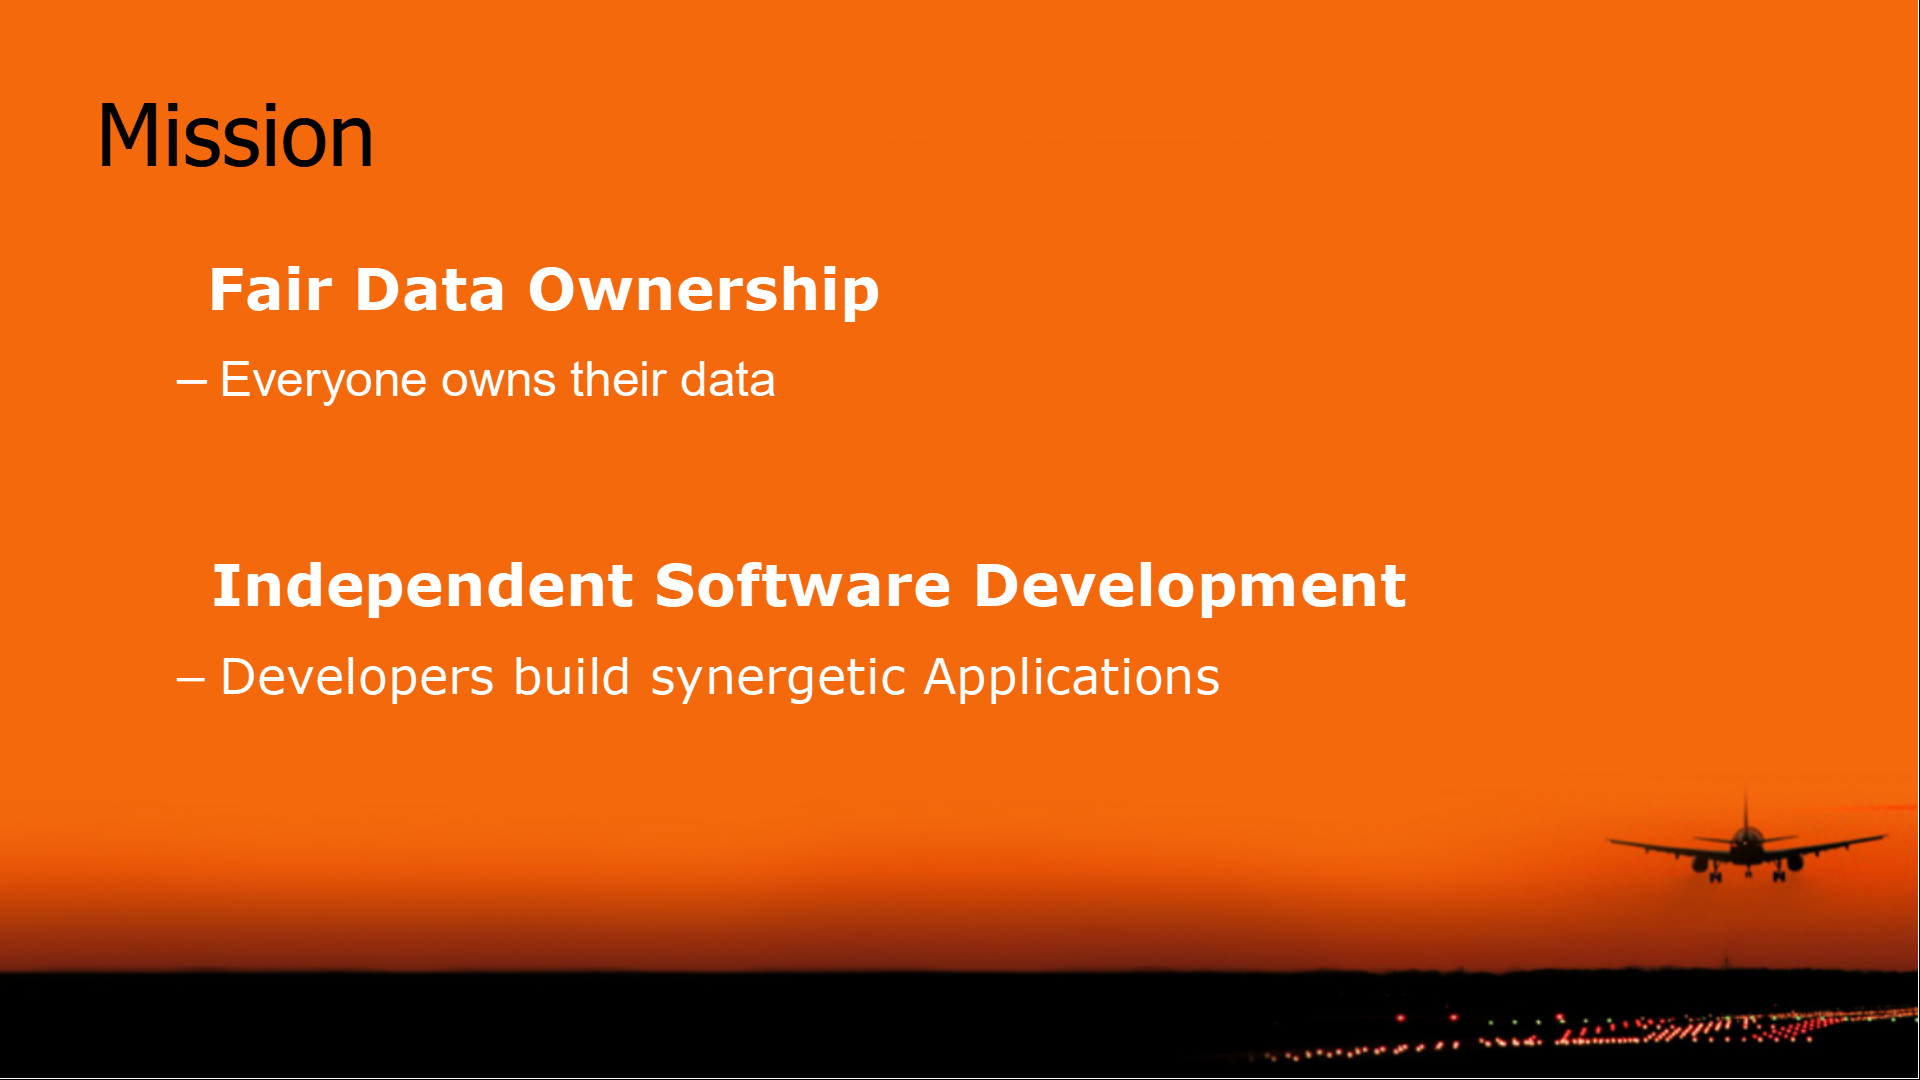 Mission
Fair Data Ownership
– Everyone owns their data
Independent Software Development
– Developers build synergetic Applications